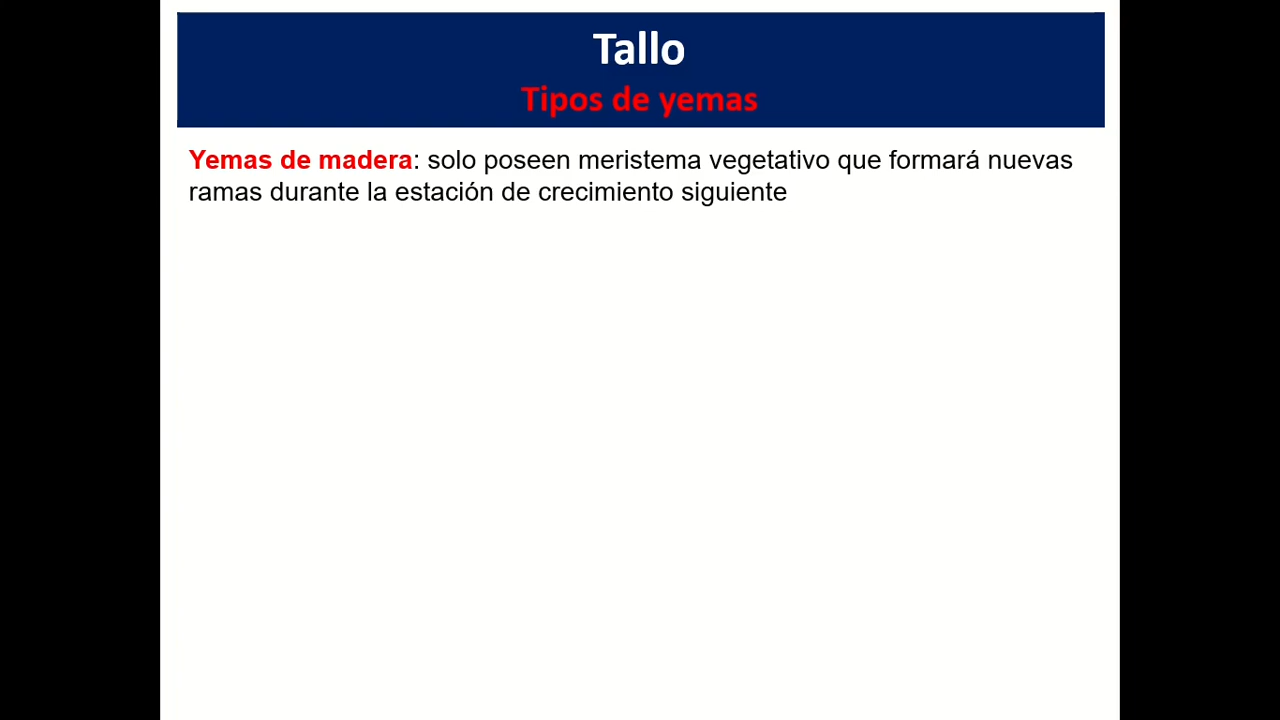 Tallo
Tipos de yemas
Yemas de madera: solo poseen meristema vegetativo que formará nuevas
ramas durante la estación de crecimiento siguiente